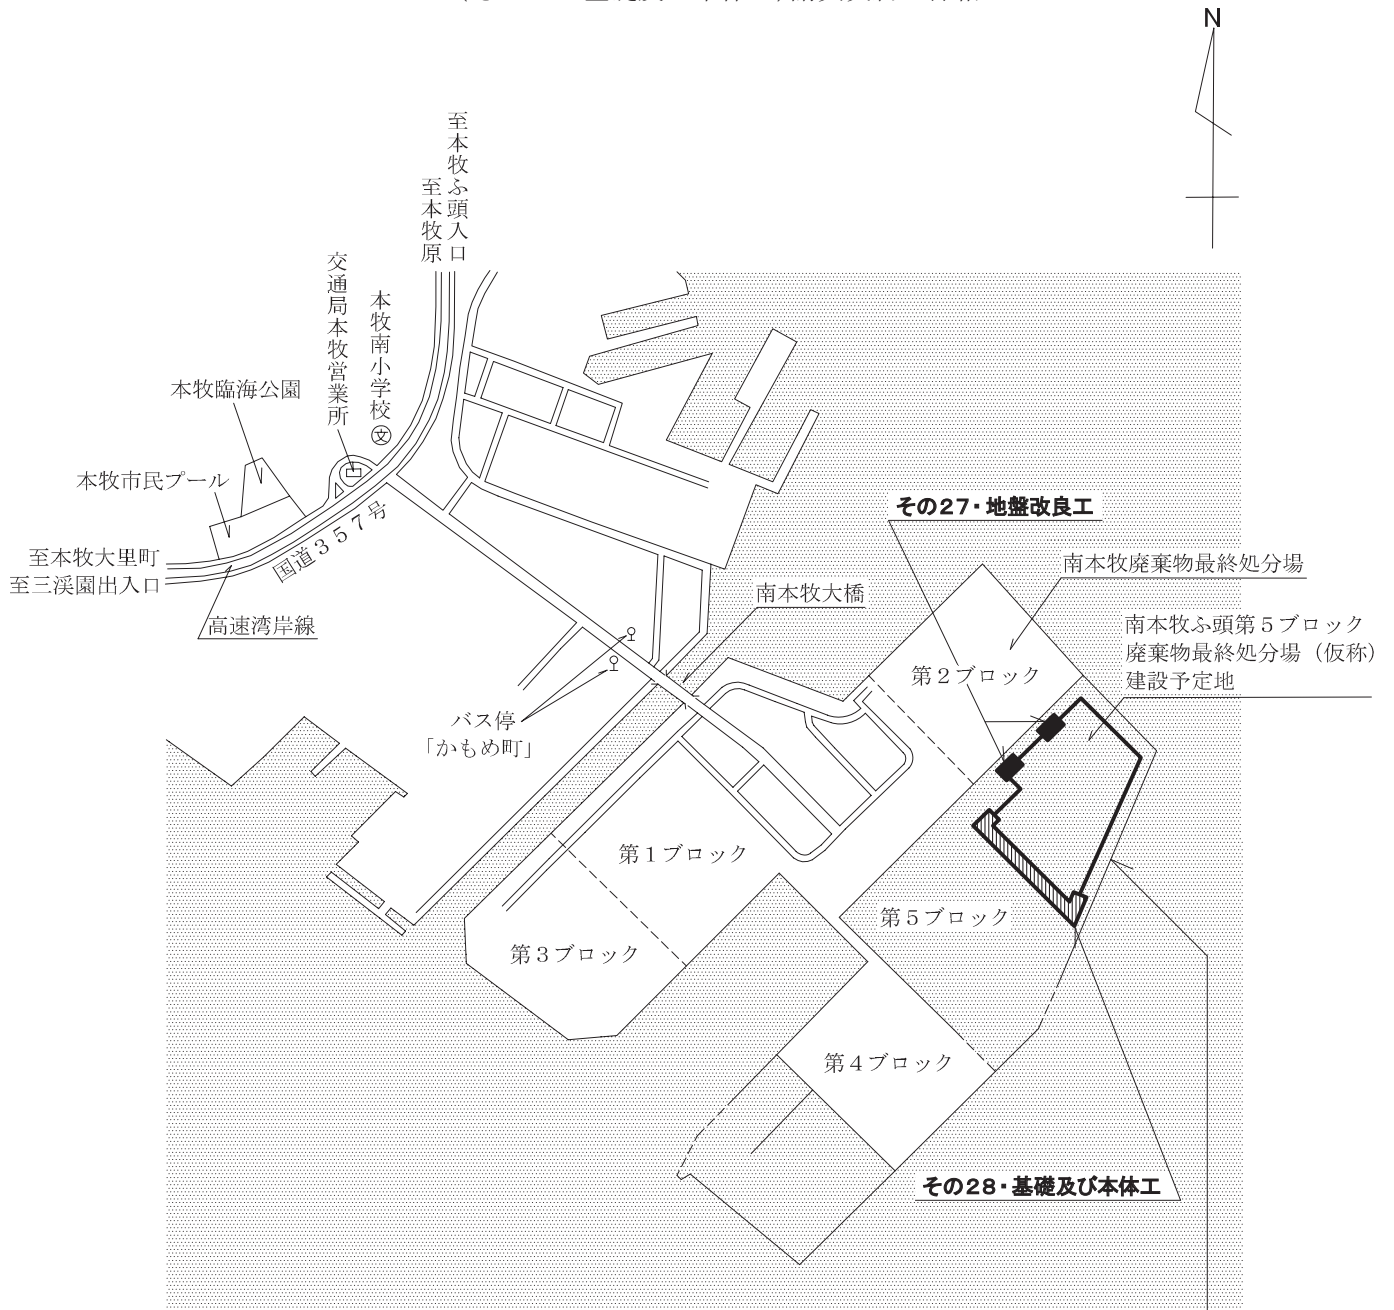 N
至本牧ふ頭入口
至本牧原
交通局本牧営業所
本牧南小学校
文
本牧臨海公園
本牧市民プール
至本牧大里町
至三渓園出入口
国道357号
高速湾岸線
その27・地盤改良工
南本牧廃棄物最終処分場
南本牧大橋
南本牧ふ頭第5ブロック
廃棄物最終処分場（仮称）
建設予定地
第2ブロック
バス停
「かもめ町」
第1ブロック
第5ブロック
第3ブロック
第4ブロック
その28・基礎及び本体工